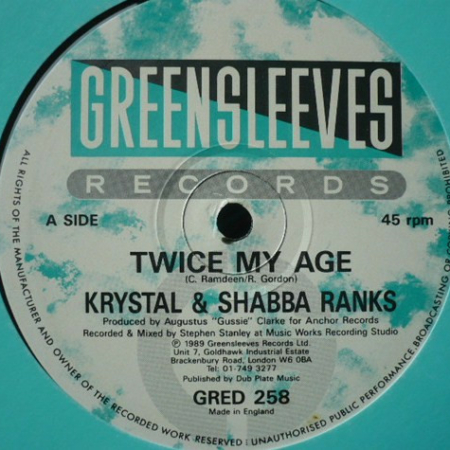 GREENSLEEVES
RECORDS
A SIDE
45 rpm
TWICE MY AGE
(C. Ramdeen/R. Gordon)
KRYSTAL & SHABBA RANKS
Produced by Augustus "Gussie" Clarke for Anchor Records
Recorded & Mixed by Stephen Stanley at Music Works Recording Studio
℗ 1989 Greensleeves Records Ltd.
Unit 7, Goldhawk Industrial Estate
Brackenbury Road, London W6 0BA
Tel: 01-749 3277
Published by Dub Plate Music
GRED 258
Made in England
ALL RIGHTS OF THE MANUFACTURER AND OWNER OF THE RECORDED WORK RESERVED. UNAUTHORISED PUBLIC PERFORMANCE, BROADCASTING OR